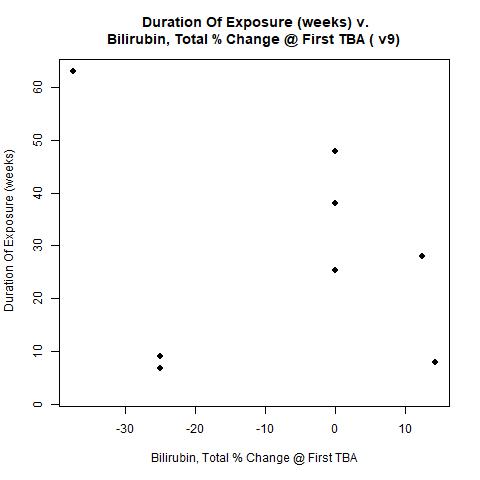 Duration Of Exposure (weeks) v.
Bilirubin, Total % Change @ First TBA ( v9)
Duration Of Exposure (weeks)
60
50
40
30
20
10
0
-30 -20 -10 0 10
Bilirubin, Total % Change @ First TBA